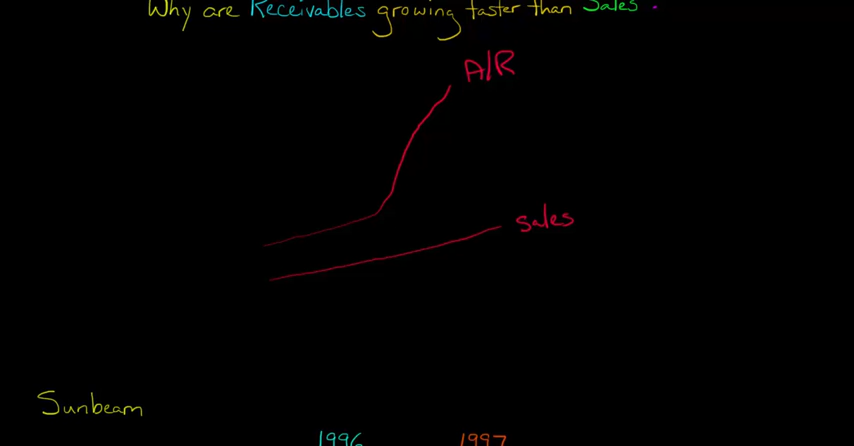 Why are Receivables growing faster than Sales
A/R
sales
Sunbeam
1996 1997